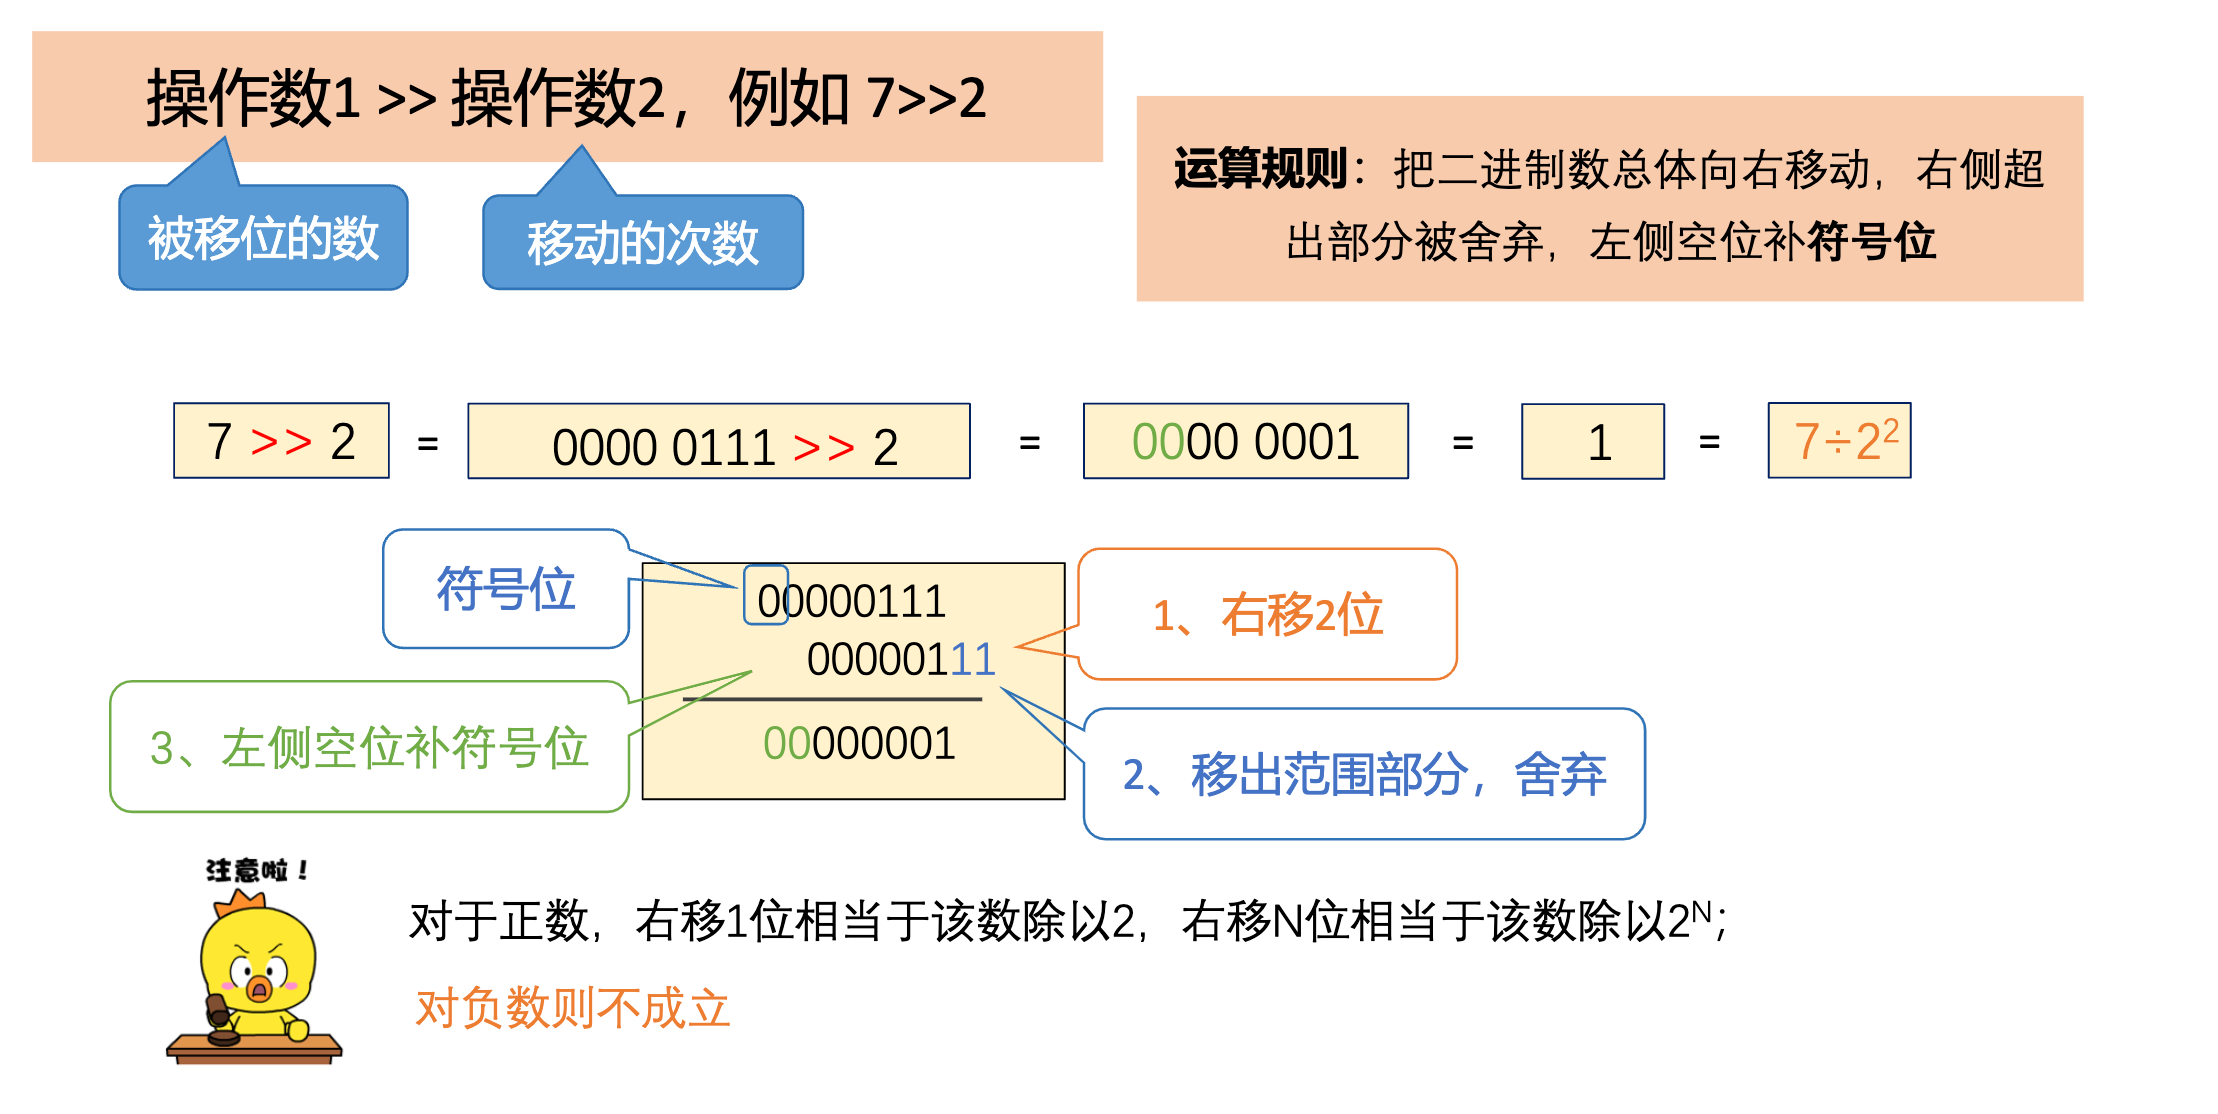 操作数1 >> 操作数2，例如 7>>2
被移位的数
移动的次数
运算规则：把二进制数总体向右移动，右侧超
出部分被舍弃，左侧空位补符号位
7 >> 2 = 0000 0111 >> 2 = 0000 0001 = 1 = 7÷2²
符号位
00000111
00000111
00000001
1、右移2位
2、移出范围部分，舍弃
3、左侧空位补符号位
注意啦！
对于正数，右移1位相当于该数除以2，右移N位相当于该数除以2ᴺ；
对负数则不成立